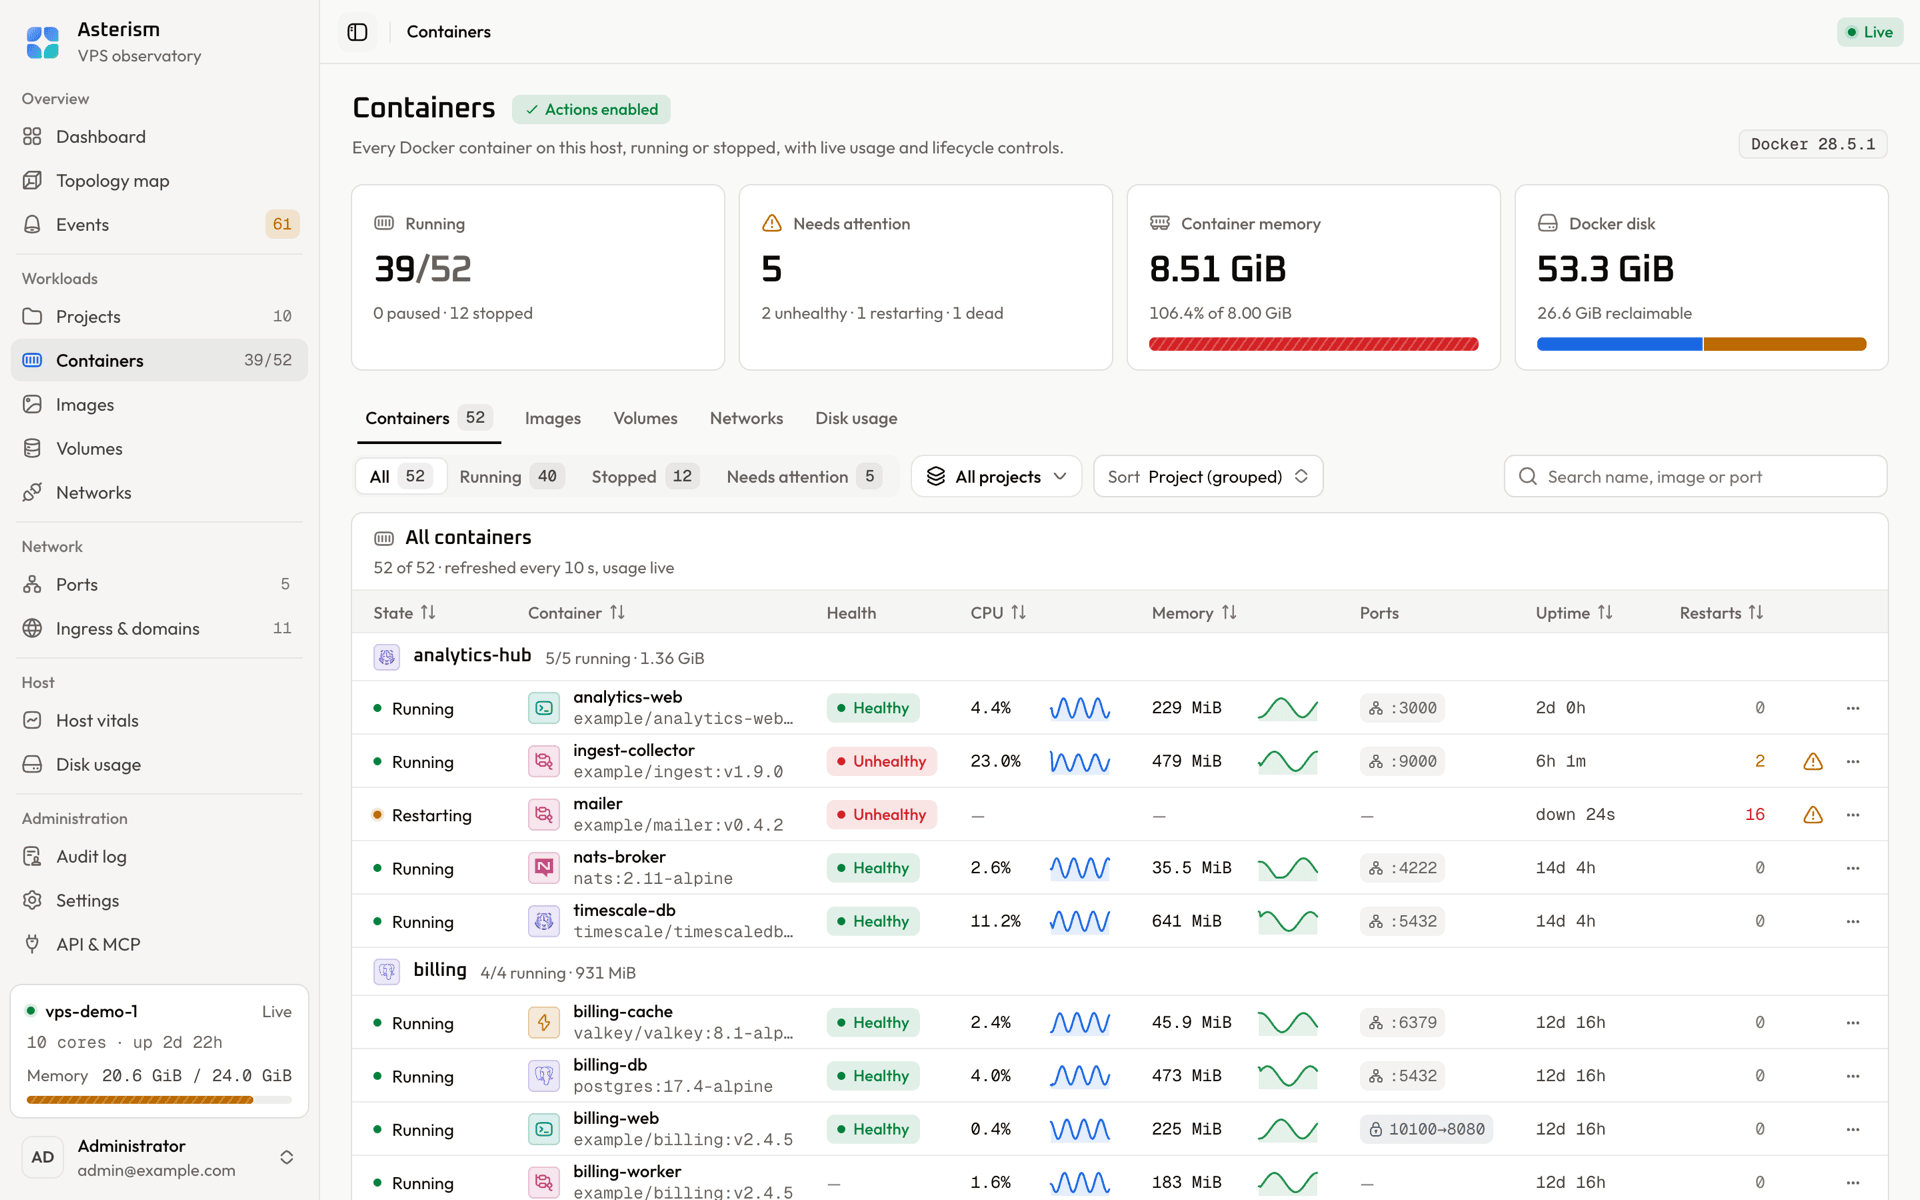 Asterism
VPS observatory
Overview
Dashboard
Topology map
Events 61
Workloads
Projects 10
Containers 39/52
Images
Volumes
Networks
Network
Ports 5
Ingress & domains 11
Host
Host vitals
Disk usage
Administration
Audit log
Settings
API & MCP
vps-demo-1 Live
10 cores · up 2d 22h
Memory 20.6 GiB / 24.0 GiB
AD
Administrator
admin@example.com
Containers
Live
Containers
Actions enabled
Every Docker container on this host, running or stopped, with live usage and lifecycle controls.
Docker 28.5.1
Running
39/52
0 paused · 12 stopped
Needs attention
5
2 unhealthy · 1 restarting · 1 dead
Container memory
8.51 GiB
106.4% of 8.00 GiB
Docker disk
53.3 GiB
26.6 GiB reclaimable
Containers 52 Images Volumes Networks Disk usage
All 52 Running 40 Stopped 12 Needs attention 5 All projects Sort Project (grouped) Search name, image or port
All containers
52 of 52 · refreshed every 10 s, usage live
State Container Health CPU Memory Ports Uptime Restarts
analytics-hub 5/5 running · 1.36 GiB
Running analytics-web Healthy 4.4% 229 MiB :3000 2d 0h 0
example/analytics-web…
Running ingest-collector Unhealthy 23.0% 479 MiB :9000 6h 1m 2
example/ingest:v1.9.0
Restarting mailer Unhealthy — — — down 24s 16
example/mailer:v0.4.2
Running nats-broker Healthy 2.6% 35.5 MiB :4222 14d 4h 0
nats:2.11-alpine
Running timescale-db Healthy 11.2% 641 MiB :5432 14d 4h 0
timescale/timescaledb…
billing 4/4 running · 931 MiB
Running billing-cache Healthy 2.4% 45.9 MiB :6379 12d 16h 0
valkey/valkey:8.1-alp…
Running billing-db Healthy 4.0% 473 MiB :5432 12d 16h 0
postgres:17.4-alpine
Running billing-web Healthy 0.4% 225 MiB 10100→8080 12d 16h 0
example/billing:v2.4.5
Running billing-worker — 1.6% 183 MiB — 12d 16h 0
example/billing:v2.4.5